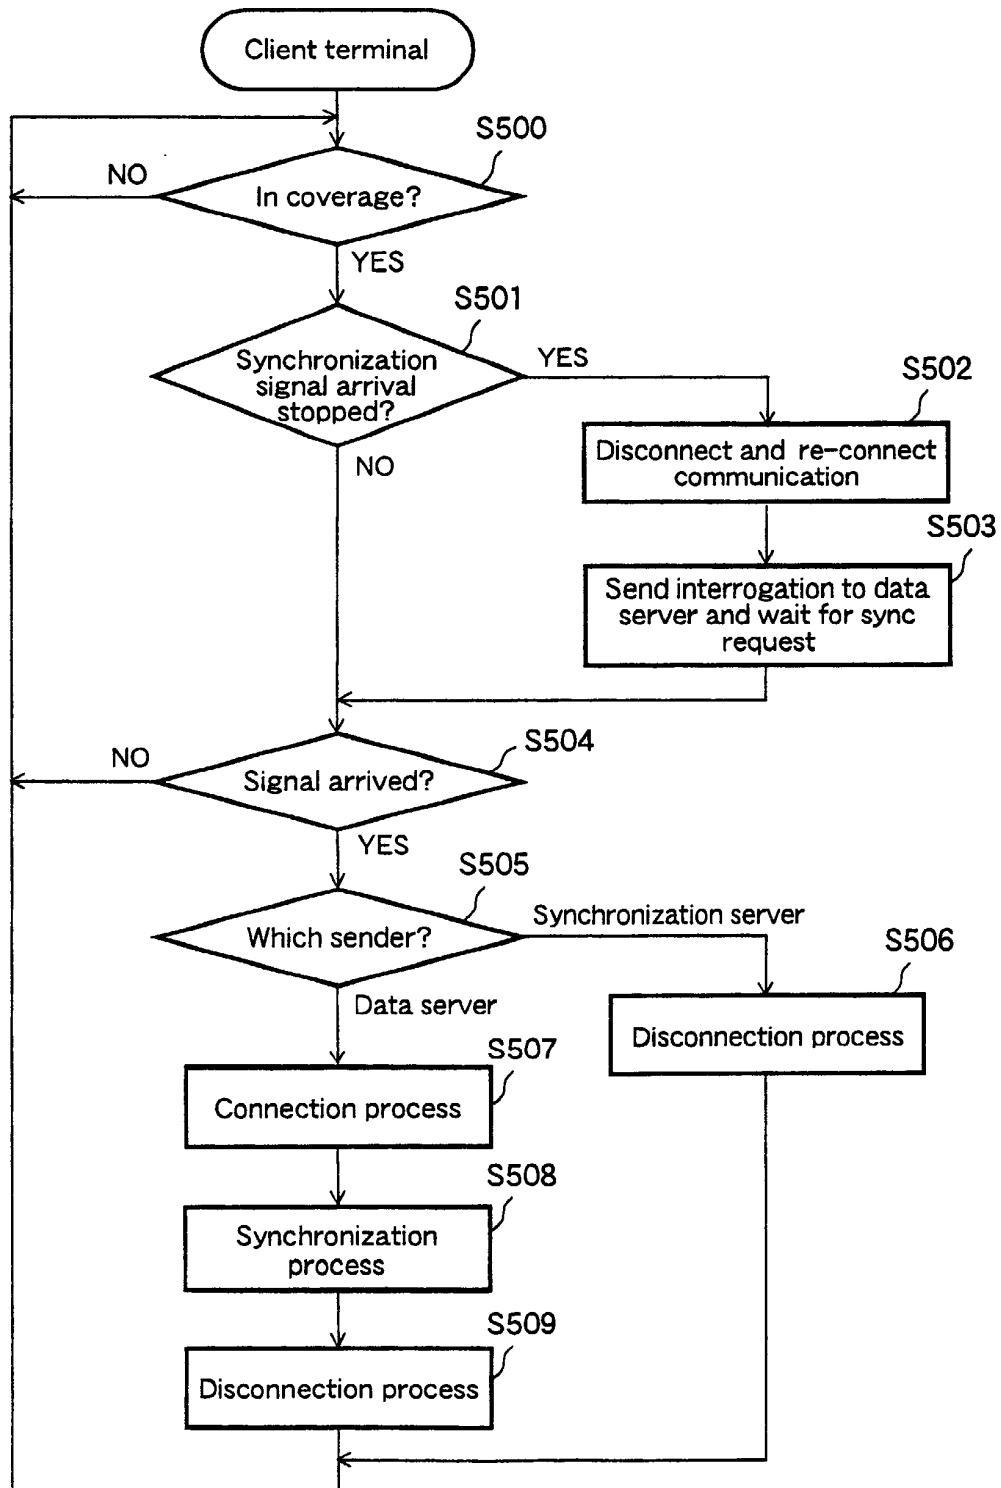 Client terminal
S500
NO
In coverage?
YES
S501
Synchronization
signal arrival
stopped?
YES
NO
S502
Disconnect and re-connect
communication
S503
Send interrogation to data
server and wait for sync
request
S504
NO
Signal arrived?
YES
S505
Which sender?
Synchronization server
Data server
S506
Disconnection process
S507
Connection process
S508
Synchronization
process
S509
Disconnection process